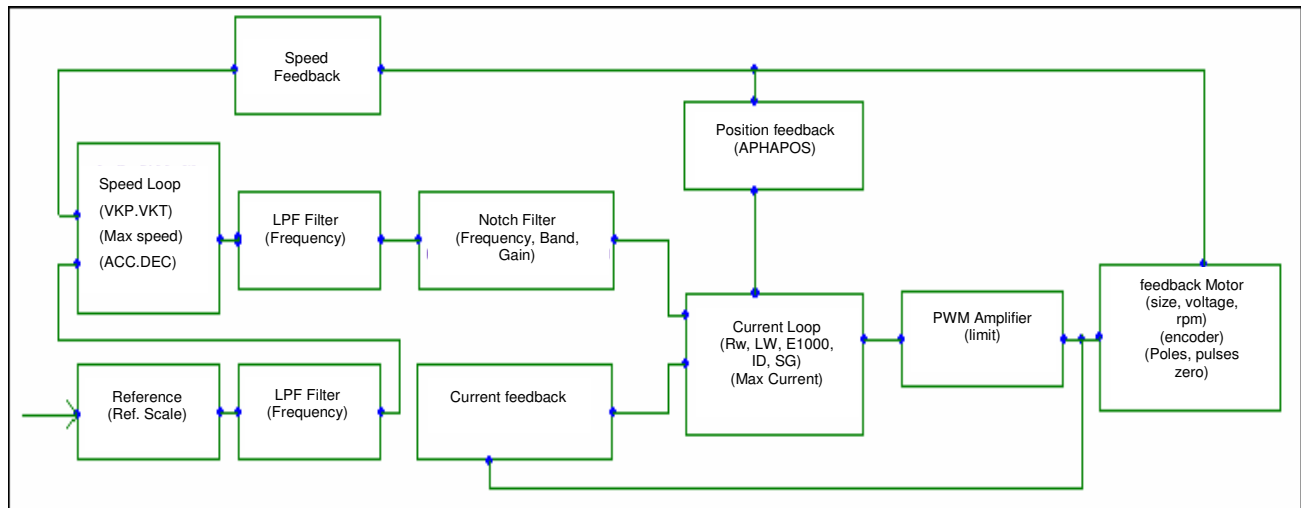 Speed
Feedback
Position feedback
(APHAPOS)
Speed Loop
(VKP.VKT)
(Max speed)
(ACC.DEC)
LPF Filter
(Frequency)
Notch Filter
(Frequency, Band,
Gain)
Current Loop
(Rw, LW, E1000,
ID, SG)
(Max Current)
PWM Amplifier
(limit)
feedback Motor
(size, voltage,
rpm)
(encoder)
(Poles, pulses
zero)
Reference
(Ref. Scale)
LPF Filter
(Frequency)
Current feedback